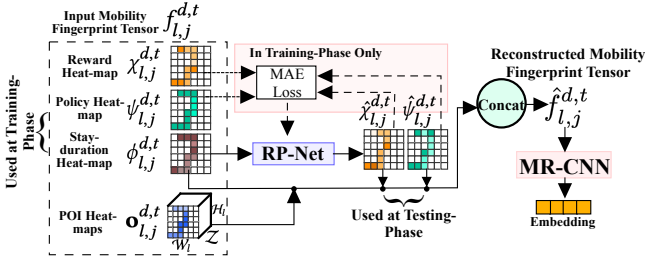 Input Mobility
Fingerprint Tensor f_{l,j}^{d,t}
Used at Training-
Phase
Reward
Heat-map
χ_{l,j}^{d,t}
Policy Heat-
map
ψ_{l,j}^{d,t}
Stay-
duration
Heat-map
ϕ_{l,j}^{d,t}
POI Heat-
maps
o_{l,j}^{d,t}
W_l
H_l
Z
In Training-Phase Only
MAE
Loss
RP-Net
χ̂_{l,j}^{d,t}
ψ̂_{l,j}^{d,t}
Used at Testing-
Phase
Concat
Reconstructed Mobility
Fingerprint Tensor
f̂_{l,j}^{d,t}
MR-CNN
Embedding